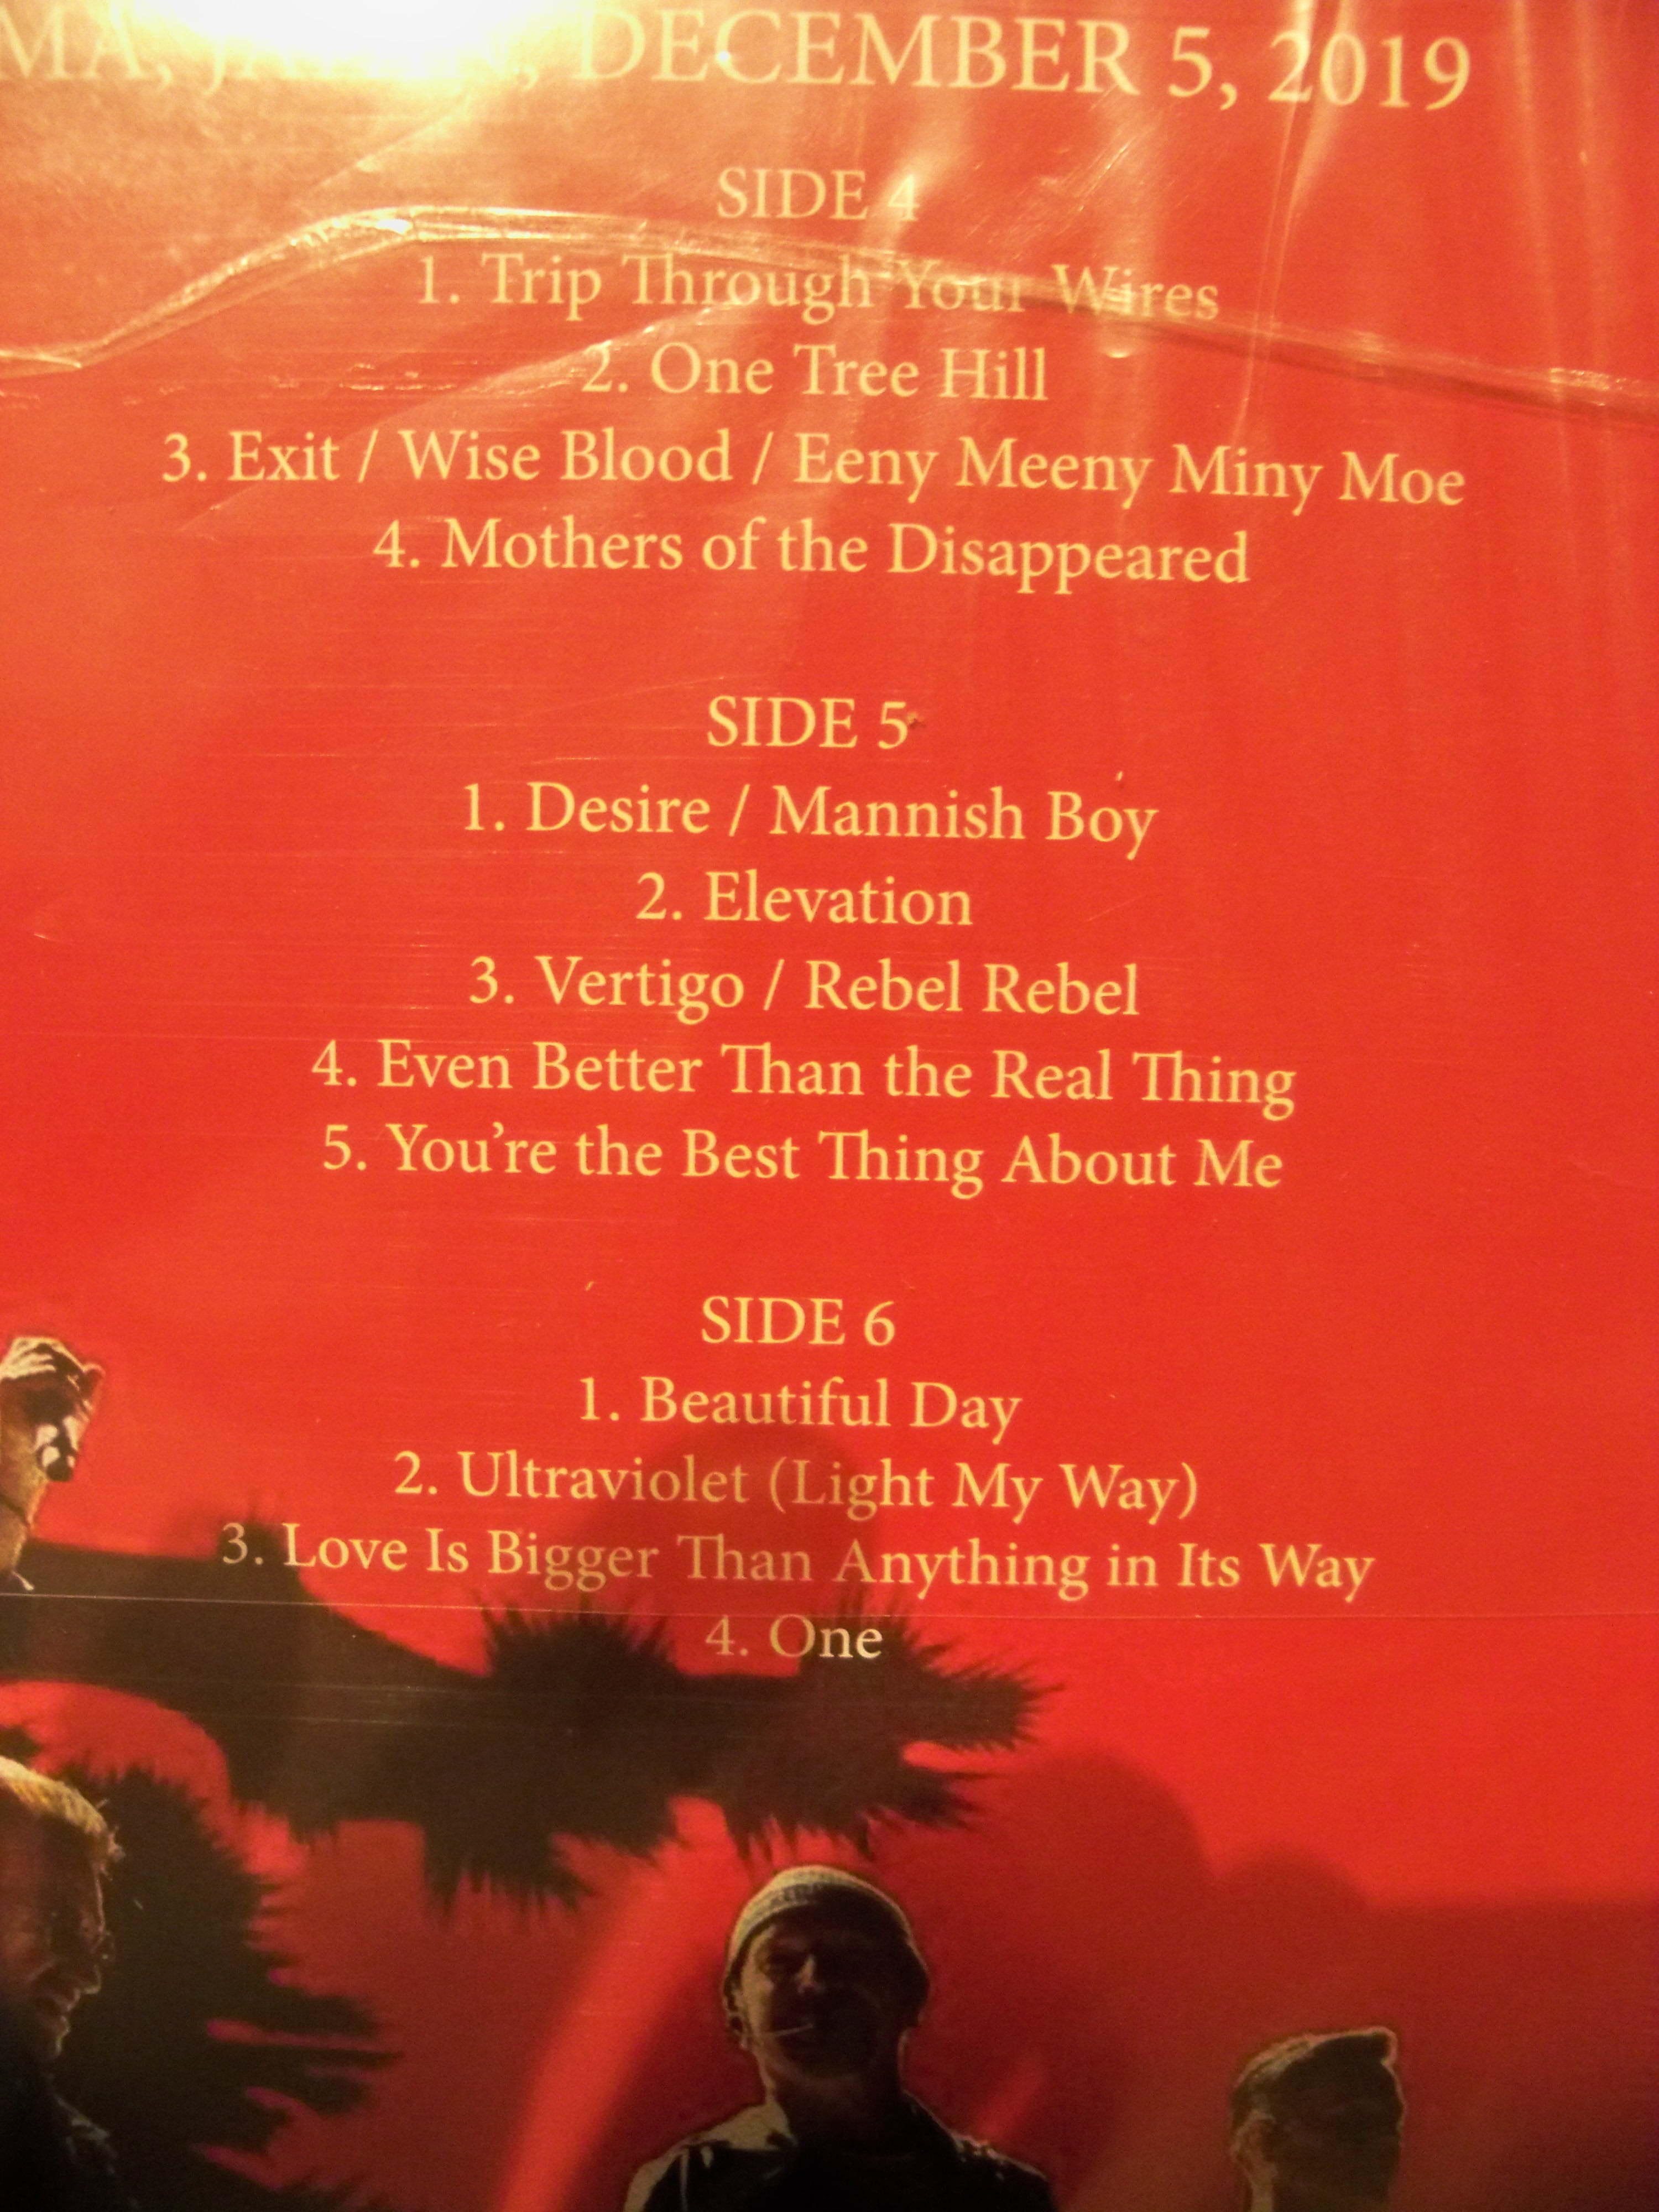 MA, JAPAN, DECEMBER 5, 2019
SIDE 4
1. Trip Through Your Wires
2. One Tree Hill
3. Exit / Wise Blood / Eeny Meeny Miny Moe
4. Mothers of the Disappeared
SIDE 5
1. Desire / Mannish Boy
2. Elevation
3. Vertigo / Rebel Rebel
4. Even Better Than the Real Thing
5. You're the Best Thing About Me
SIDE 6
1. Beautiful Day
2. Ultraviolet (Light My Way)
3. Love Is Bigger Than Anything in Its Way
4. One